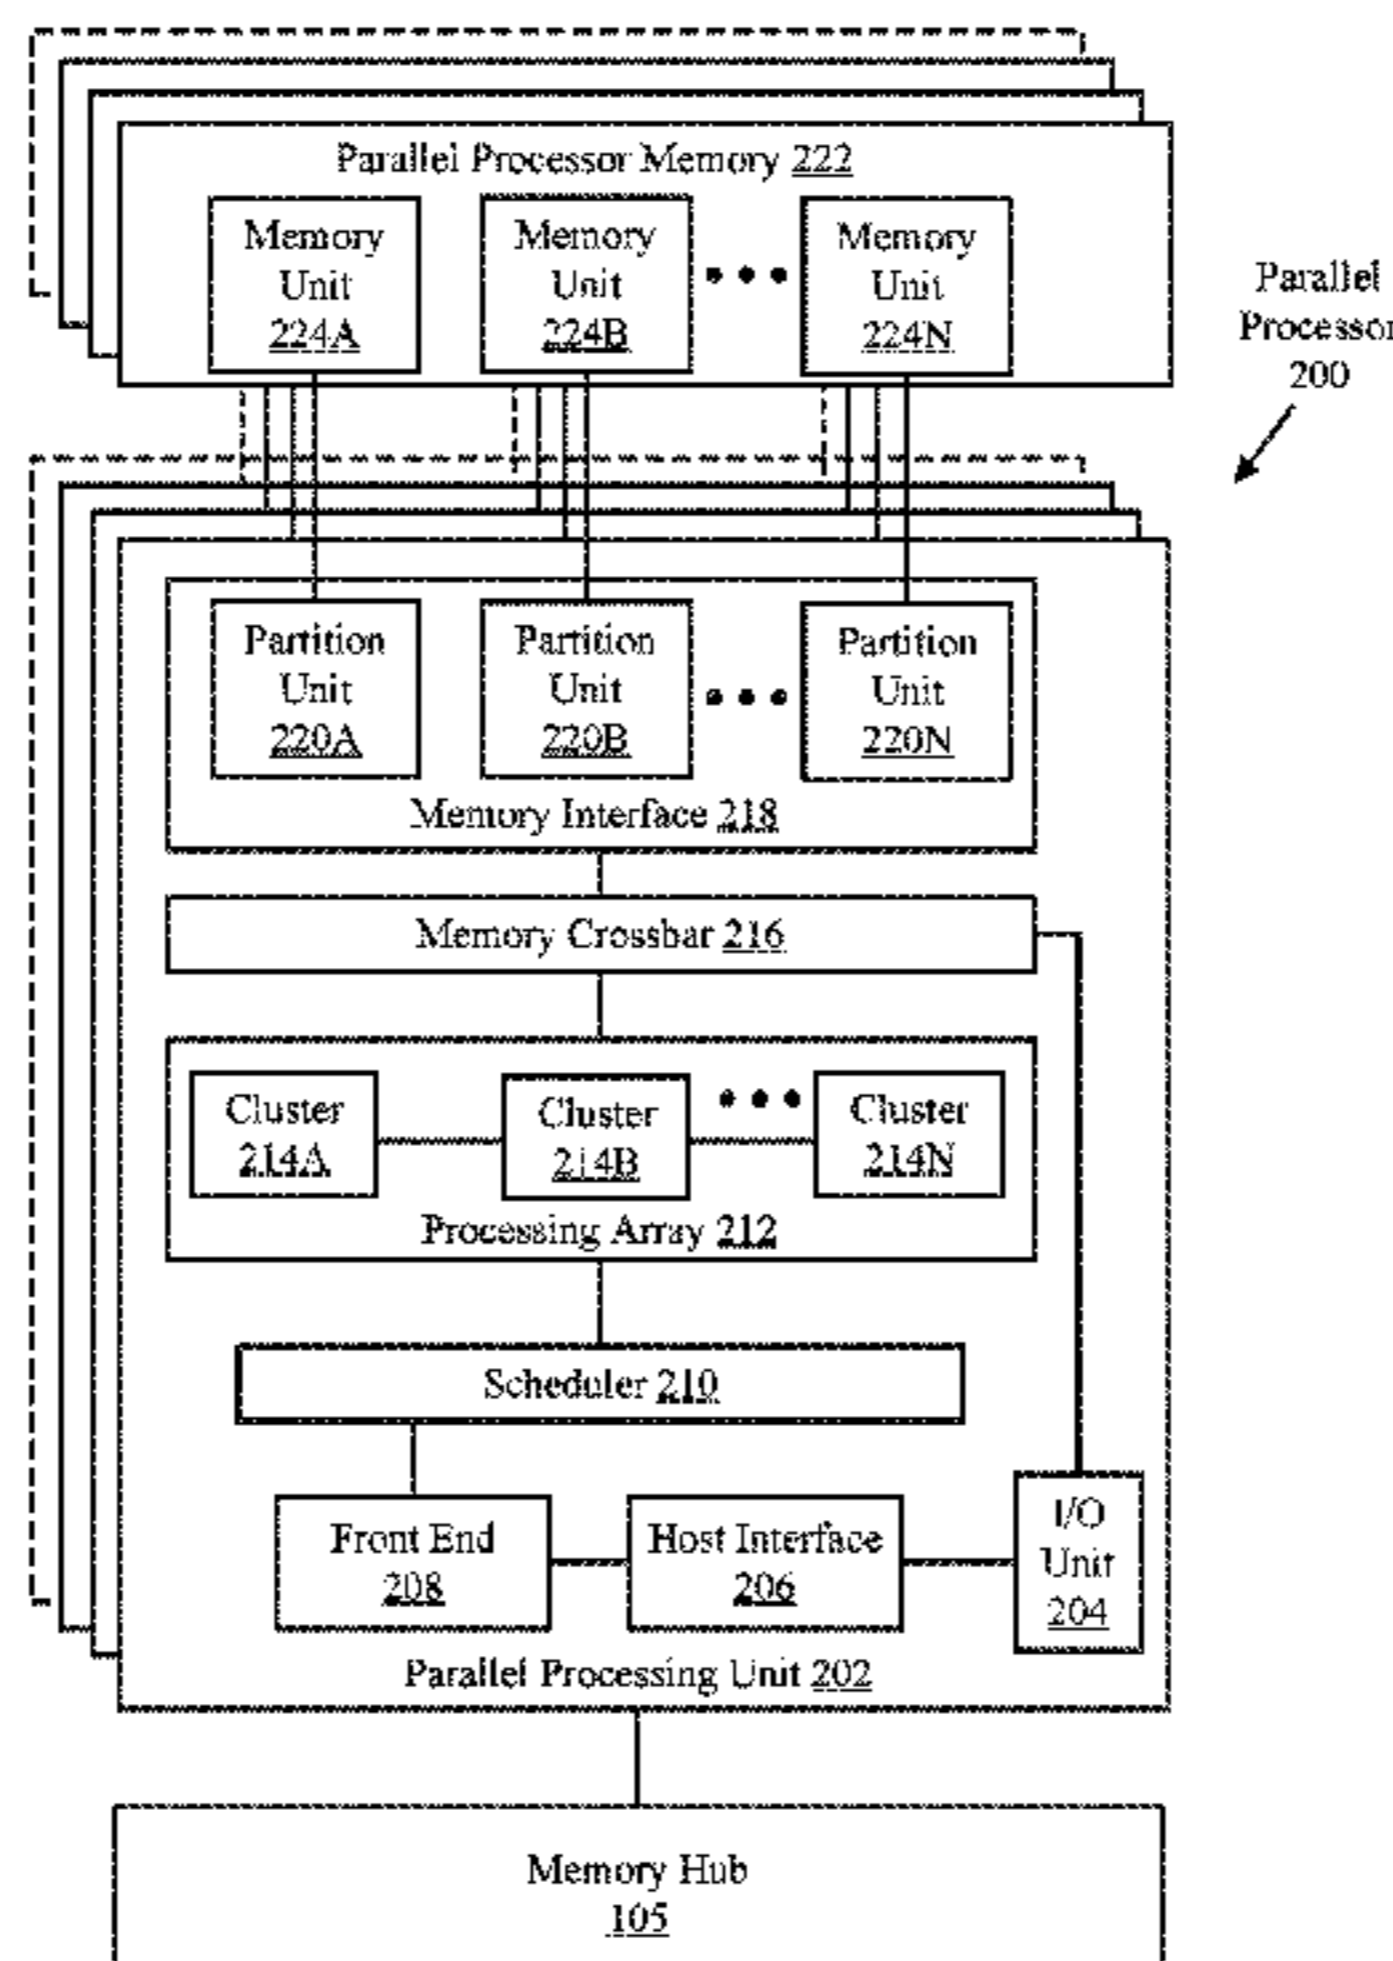 Parallel Processor Memory 222
Memory
Unit
224A
Memory
Unit
224B
Memory
Unit
224N
Parallel
Processor
200
Partition
Unit
220A
Partition
Unit
220B
Partition
Unit
220N
Memory Interface 218
Memory Crossbar 216
Cluster
214A
Cluster
214B
Cluster
214N
Processing Array 212
Scheduler 210
Front End
208
Host Interface
206
I/O
Unit
204
Parallel Processing Unit 202
Memory Hub
105